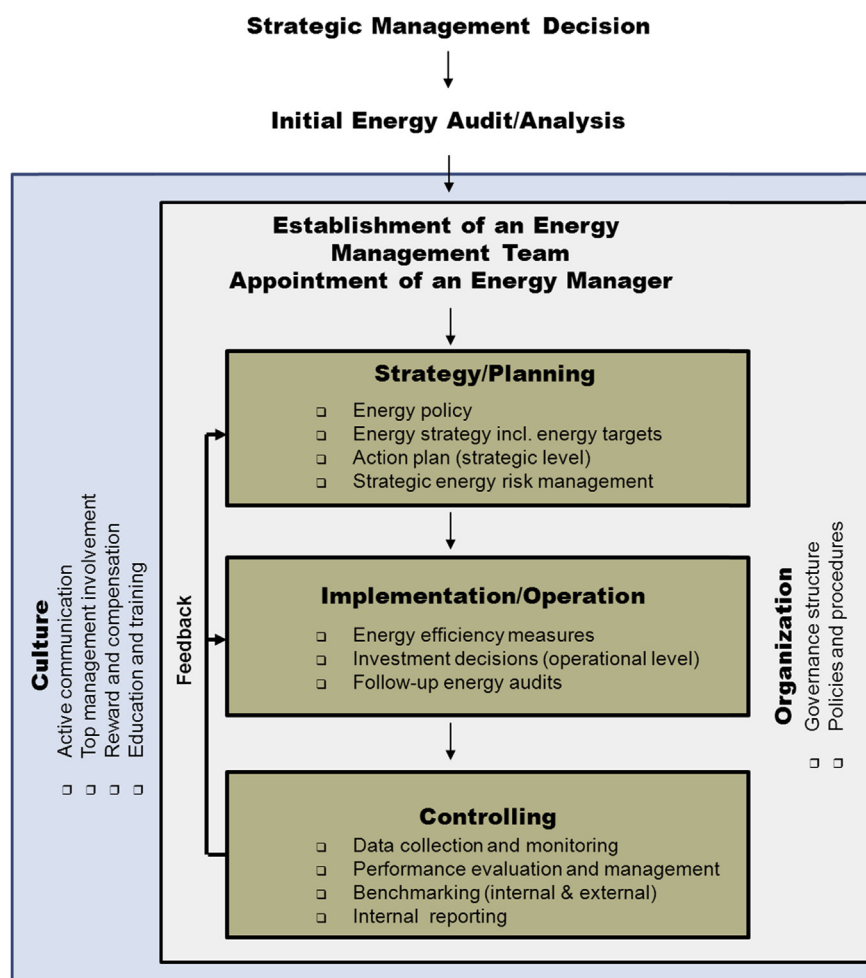 Strategic Management Decision
Initial Energy Audit/Analysis
Establishment of an Energy
Management Team
Appointment of an Energy Manager
Strategy/Planning
❑ Energy policy
❑ Energy strategy incl. energy targets
❑ Action plan (strategic level)
❑ Strategic energy risk management
Implementation/Operation
❑ Energy efficiency measures
❑ Investment decisions (operational level)
❑ Follow-up energy audits
Controlling
❑ Data collection and monitoring
❑ Performance evaluation and management
❑ Benchmarking (internal & external)
❑ Internal reporting
Feedback
Culture
❑ Active communication
❑ Top management involvement
❑ Reward and compensation
❑ Education and training
Organization
❑ Governance structure
❑ Policies and procedures